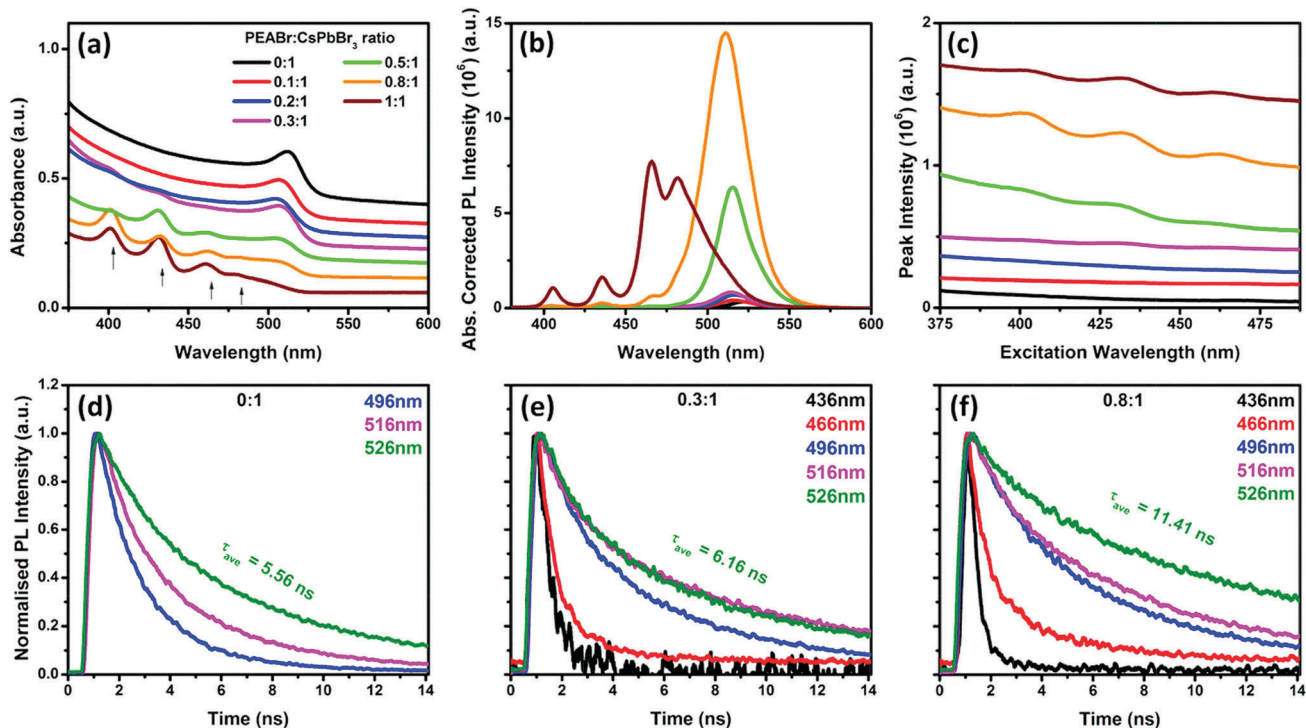 (a)
PEABr:CsPbBr₃ ratio
0:1
0.1:1
0.2:1
0.3:1
0.5:1
0.8:1
1:1
Absorbance (a.u.)
1.0
0.5
0.0
400
450
500
550
600
Wavelength (nm)
(b)
Abs. Corrected PL Intensity (10⁶) (a.u.)
15
10
5
0
400
450
500
550
600
Wavelength (nm)
(c)
Peak Intensity (10⁶) (a.u.)
2
1
0
375
400
425
450
475
Excitation Wavelength (nm)
(d)
0:1
496nm
516nm
526nm
τave = 5.56 ns
Normalised PL Intensity (a.u.)
1.2
1.0
0.8
0.6
0.4
0.2
0.0
0
2
4
6
8
10
12
14
Time (ns)
(e)
0.3:1
436nm
466nm
496nm
516nm
526nm
τave = 6.16 ns
0
2
4
6
8
10
12
14
Time (ns)
(f)
0.8:1
436nm
466nm
496nm
516nm
526nm
τave = 11.41 ns
0
2
4
6
8
10
12
14
Time (ns)